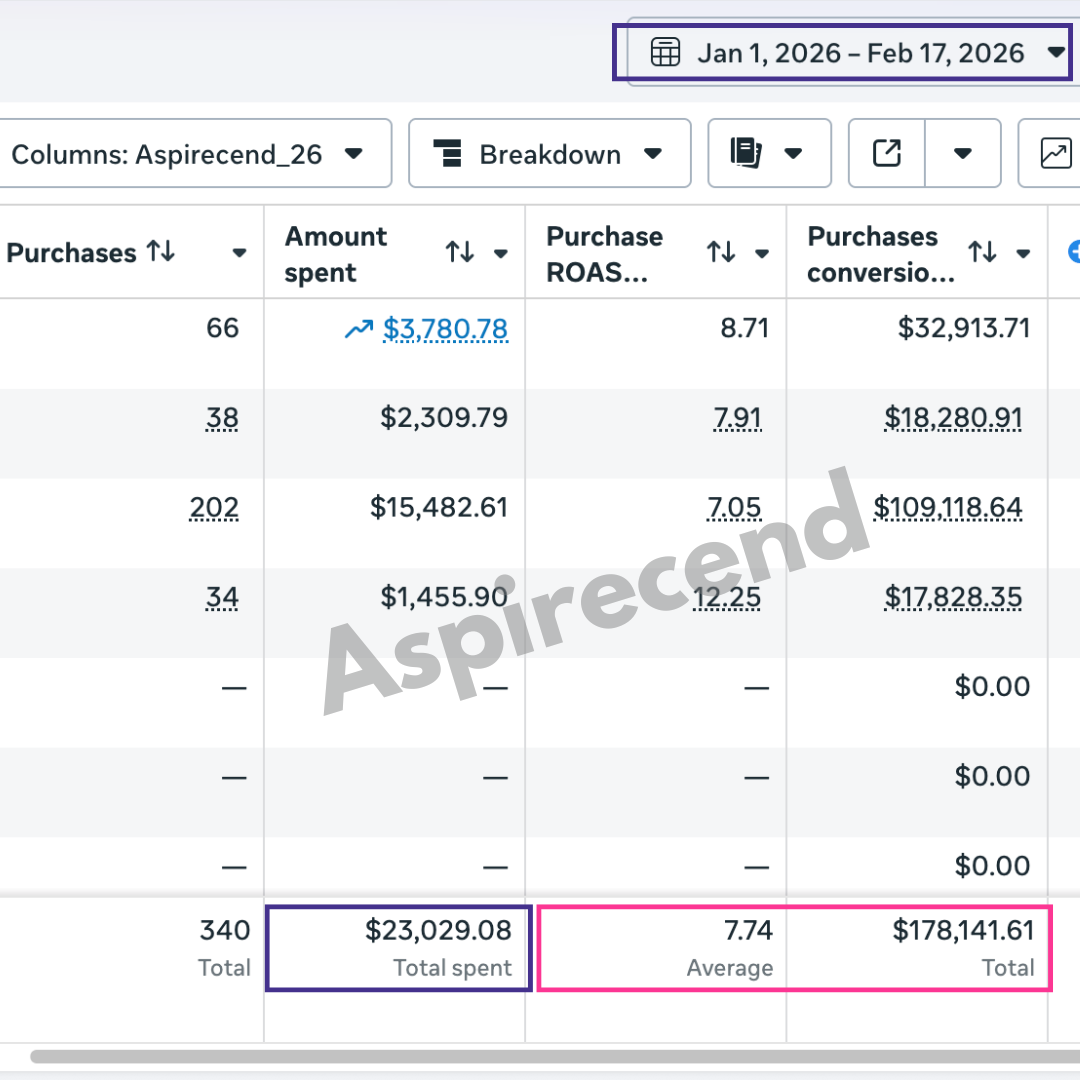 Jan 1, 2026 – Feb 17, 2026
Columns: Aspirecend_26 Breakdown
Purchases Amount spent Purchase ROAS... Purchases conversio...
66 $3,780.78 8.71 $32,913.71
38 $2,309.79 7.91 $18,280.91
202 $15,482.61 7.05 $109,118.64
34 $1,455.90 12.25 $17,828.35
— — — $0.00
— — — $0.00
— — — $0.00
340 $23,029.08 7.74 $178,141.61
Total Total spent Average Total
Aspirecend